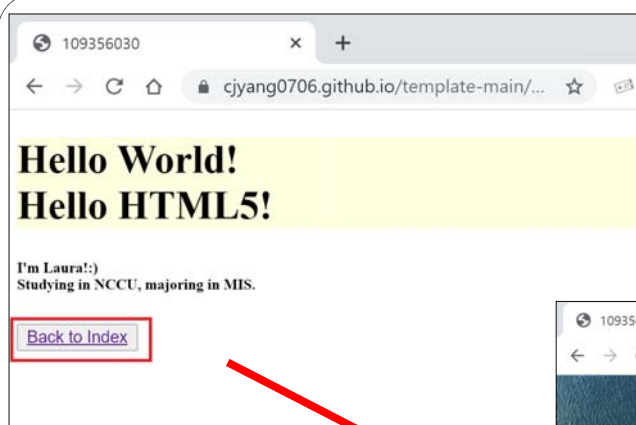 109356030
cjyang0706.github.io/template-main/...
Hello World!
Hello HTML5!
I'm Laura!:)
Studying in NCCU, majoring in MIS.
Back to Index
10935